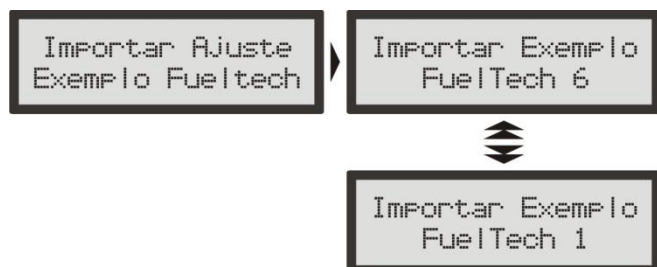 Importar Ajuste
Exemplo Fueltech
Importar Exemplo
FuelTech 6
Importar Exemplo
FuelTech 1